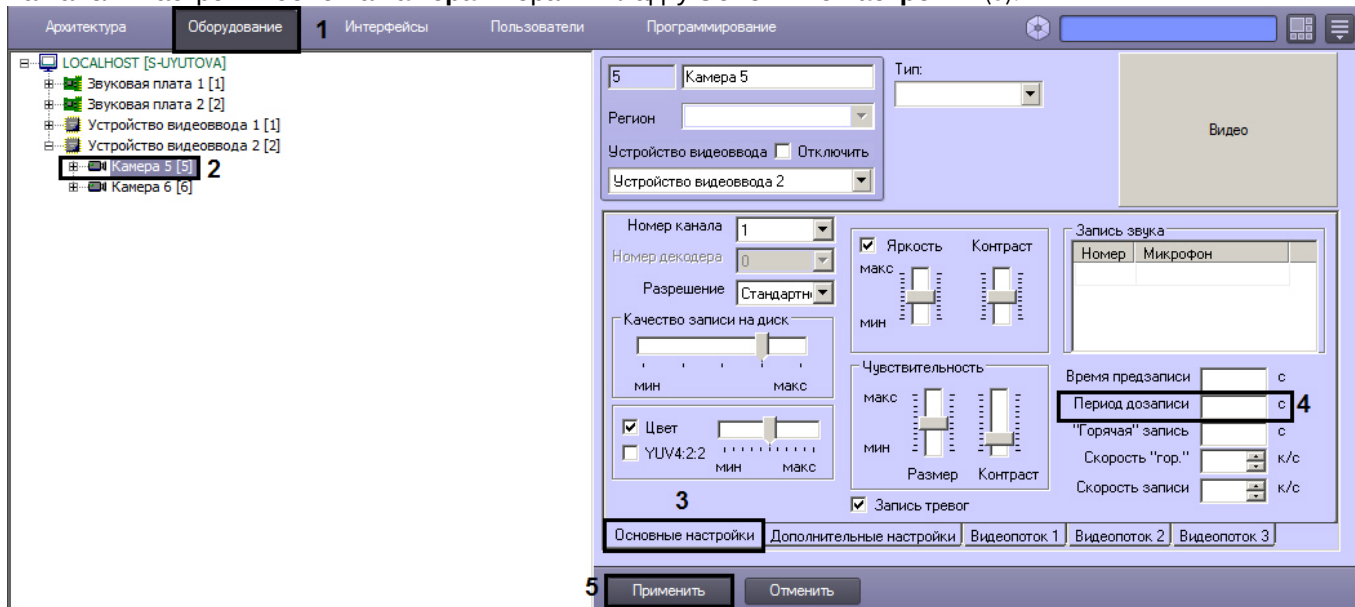 Архитектура Оборудование 1 Интерфейсы Пользователи Программирование
LOCALHOST [S-UYUTOVA]
Звуковая плата 1 [1]
Звуковая плата 2 [2]
Устройство видеоввода 1 [1]
Устройство видеоввода 2 [2]
Камера 5 [5] 2
Камера 6 [6]
5 Камера 5
Тип:
Регион
Устройство видеоввода Отключить
Устройство видеоввода 2
Видео
Номер канала 1
Номер декодера 0
Разрешение Стандартн
Качество записи на диск
мин макс
Цвет
YUV4:2:2
мин макс
Яркость Контраст
макс
мин
Чувствительность
макс
мин
Размер Контраст
Запись тревог
Запись звука
Номер Микрофон
Время предзаписи с
Период дозаписи с 4
"Горячая" запись с
Скорость "гор." к/с
Скорость записи к/с
3
Основные настройки Дополнительные настройки Видеопоток 1 Видеопоток 2 Видеопоток 3
5 Применить Отменить